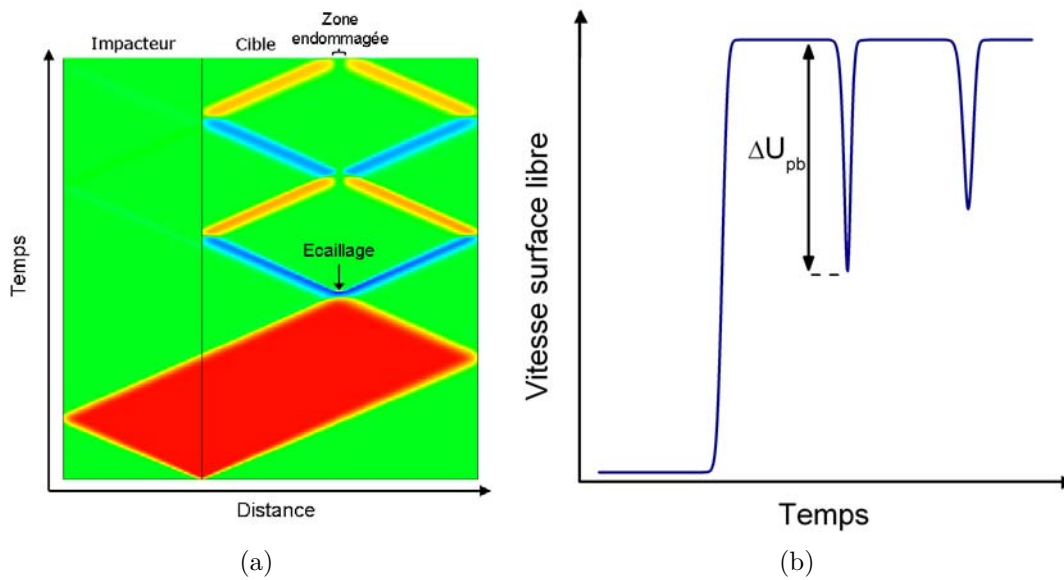 Zone
endommagée
Impacteur
Cible
Temps
Ecaillage
Distance
(a)
Vitesse surface libre
ΔU_pb
Temps
(b)